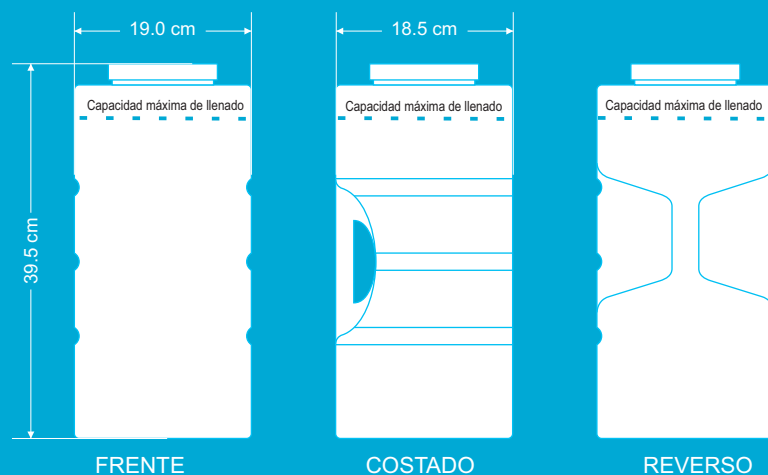 19.0 cm
18.5 cm
Capacidad máxima de llenado
Capacidad máxima de llenado
Capacidad máxima de llenado
39.5 cm
FRENTE
COSTADO
REVERSO